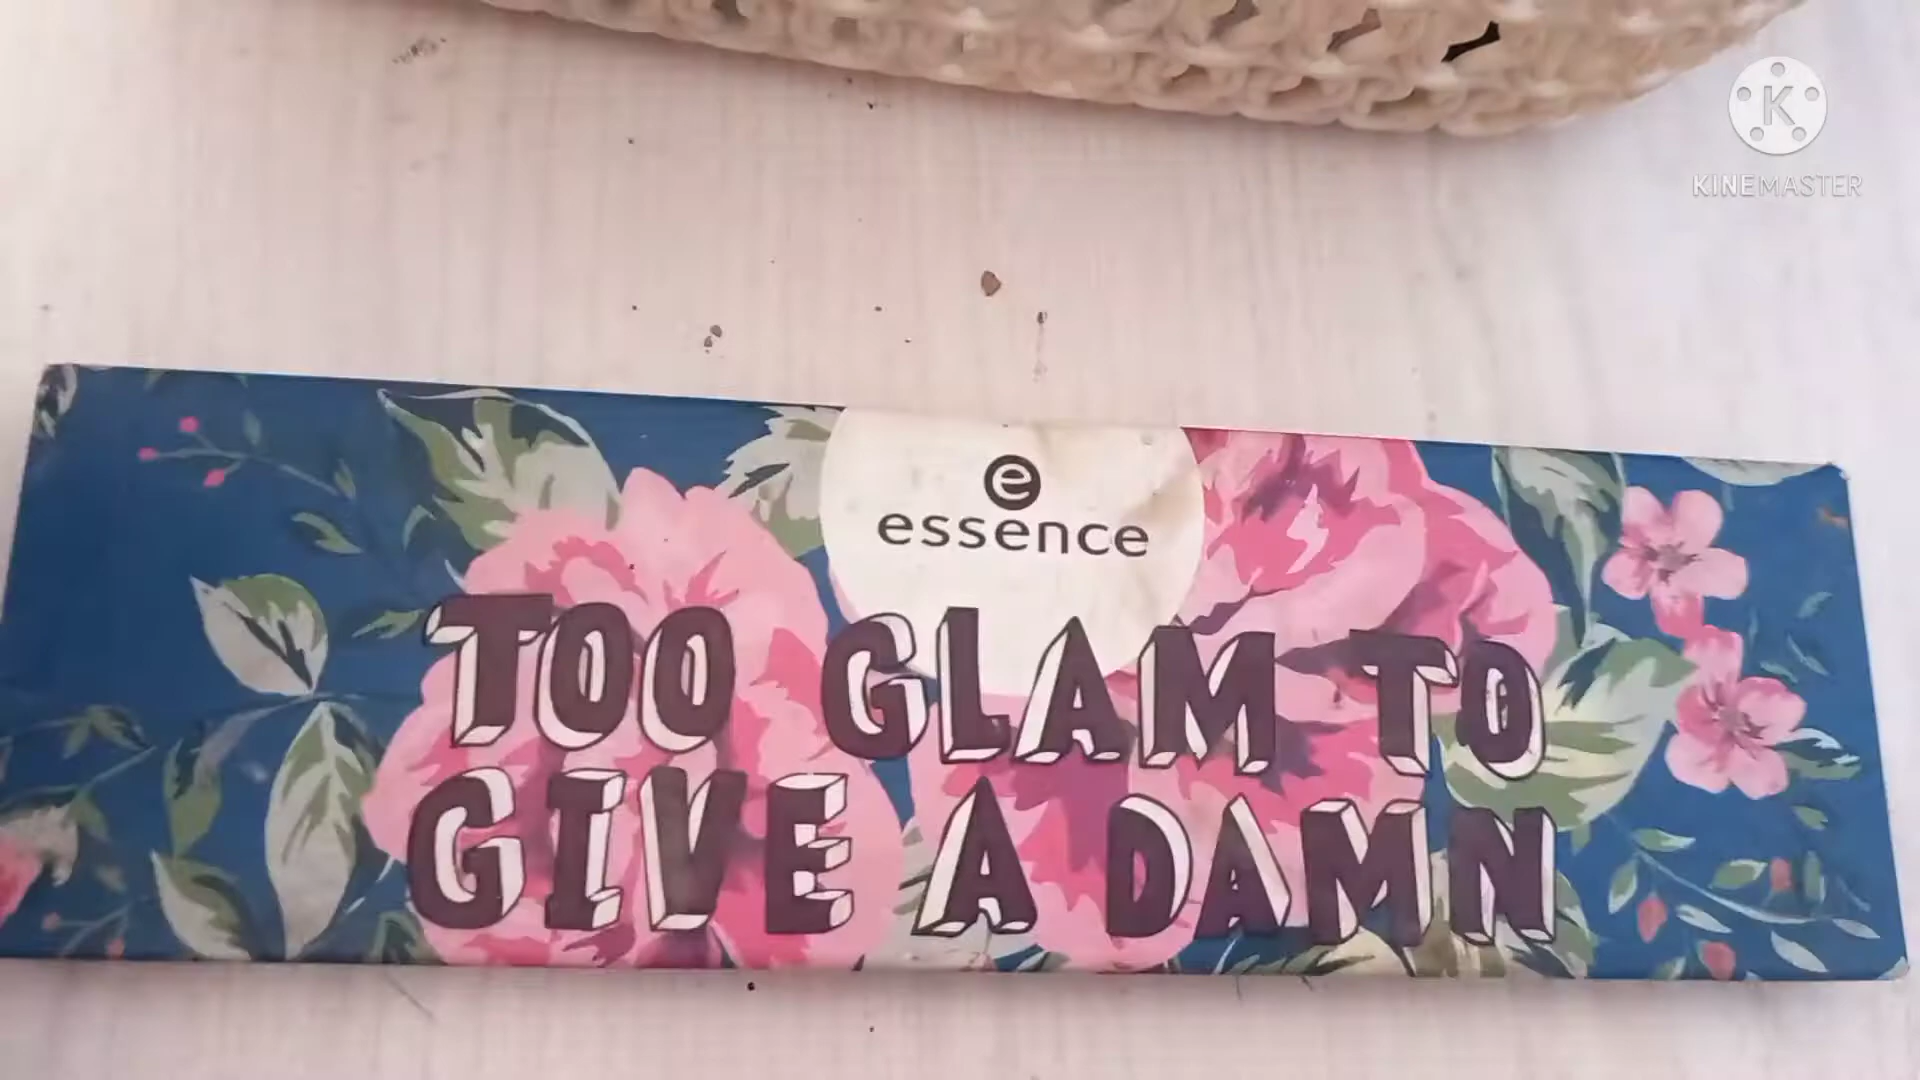 K
KINEMASTER
e
essence
TOO GLAM TO
GIVE A DAMN